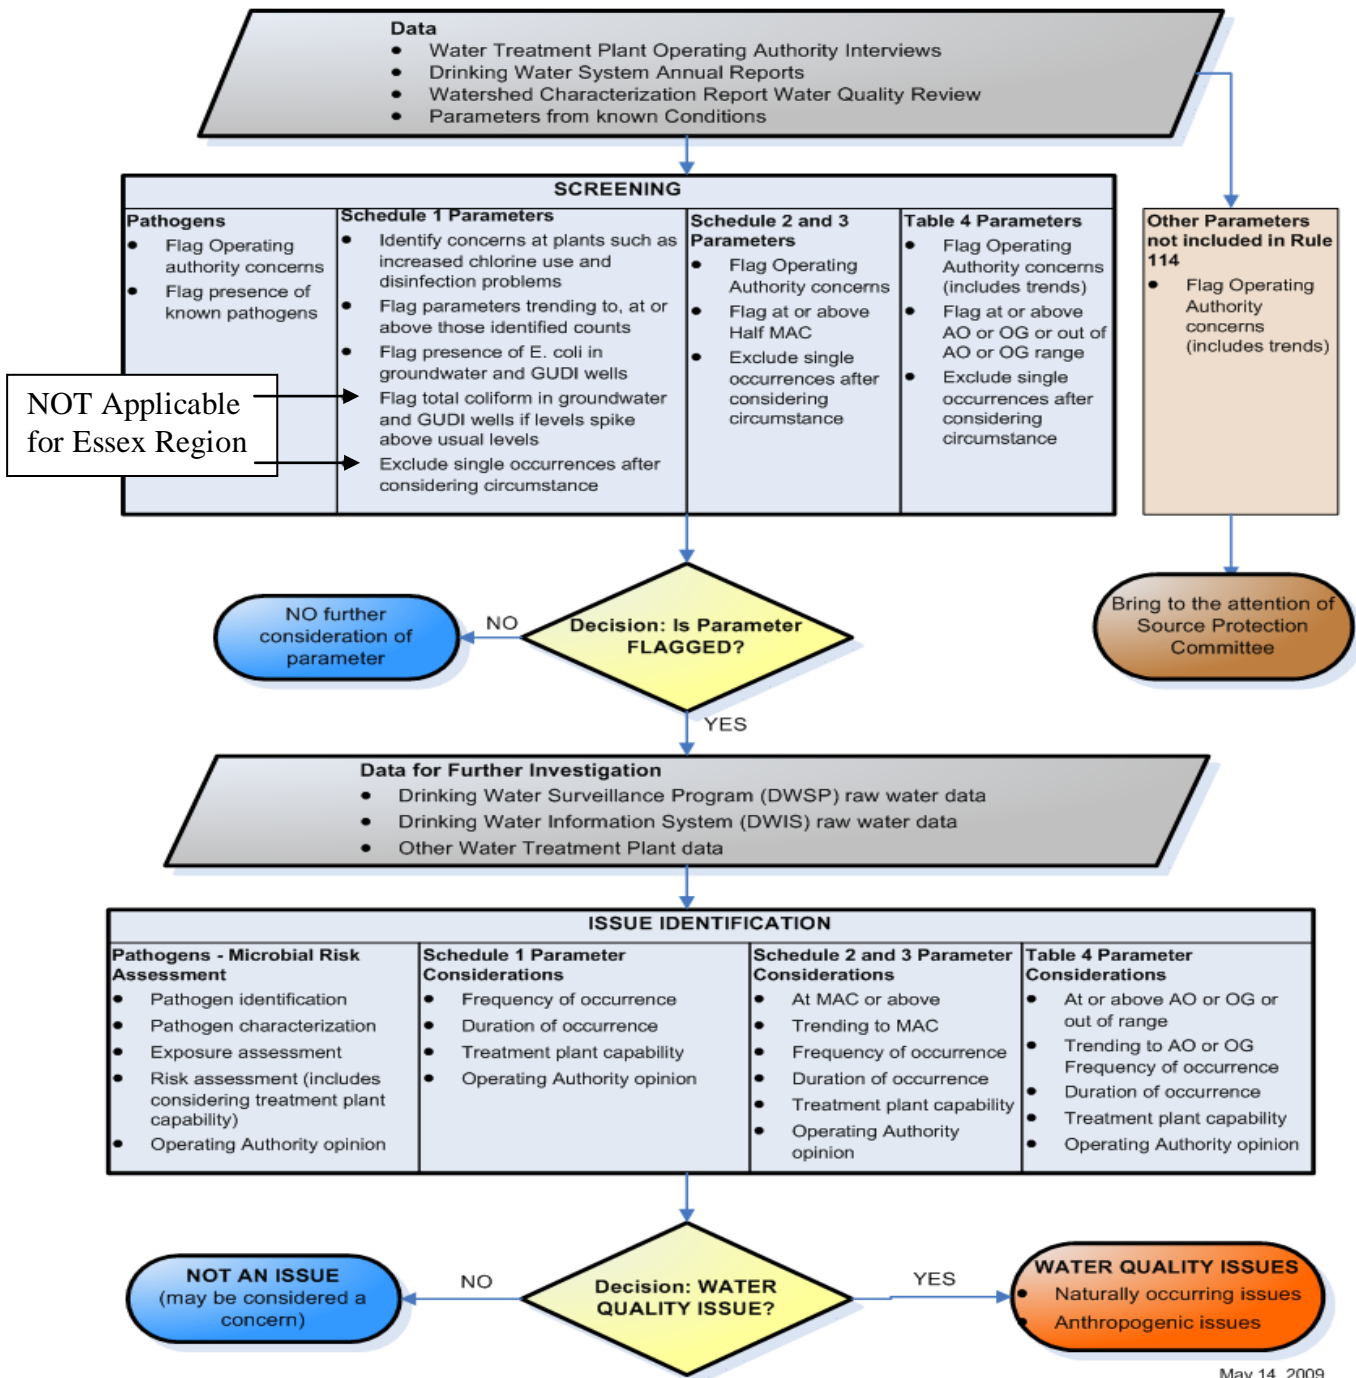 Data
• Water Treatment Plant Operating Authority Interviews
• Drinking Water System Annual Reports
• Watershed Characterization Report Water Quality Review
• Parameters from known Conditions
SCREENING
Pathogens
• Flag Operating
authority concerns
• Flag presence of
known pathogens
Schedule 1 Parameters
• Identify concerns at plants such as
increased chlorine use and
disinfection problems
• Flag parameters trending to, at or
above those identified counts
• Flag presence of E. coli in
groundwater and GUDI wells
• Flag total coliform in groundwater
and GUDI wells if levels spike
above usual levels
• Exclude single occurrences after
considering circumstance
Schedule 2 and 3
Parameters
• Flag Operating
Authority concerns
• Flag at or above
Half MAC
• Exclude single
occurrences after
considering
circumstance
Table 4 Parameters
• Flag Operating
Authority concerns
(includes trends)
• Flag at or above
AO or OG or out of
AO or OG range
• Exclude single
occurrences after
considering
circumstance
Other Parameters
not included in Rule
114
• Flag Operating
Authority
concerns
(includes trends)
NOT Applicable
for Essex Region
NO further
consideration of
parameter
NO
Decision: Is Parameter
FLAGGED?
Bring to the attention of
Source Protection
Committee
YES
Data for Further Investigation
• Drinking Water Surveillance Program (DWSP) raw water data
• Drinking Water Information System (DWIS) raw water data
• Other Water Treatment Plant data
ISSUE IDENTIFICATION
Pathogens - Microbial Risk
Assessment
• Pathogen identification
• Pathogen characterization
• Exposure assessment
• Risk assessment (includes
considering treatment plant
capability)
• Operating Authority opinion
Schedule 1 Parameter
Considerations
• Frequency of occurrence
• Duration of occurrence
• Treatment plant capability
• Operating Authority opinion
Schedule 2 and 3 Parameter
Considerations
• At MAC or above
• Trending to MAC
• Frequency of occurrence
• Duration of occurrence
• Treatment plant capability
• Operating Authority
opinion
Table 4 Parameter
Considerations
• At or above AO or OG or
out of range
• Trending to AO or OG
Frequency of occurrence
• Duration of occurrence
• Treatment plant capability
• Operating Authority opinion
NOT AN ISSUE
(may be considered a
concern)
NO
Decision: WATER
QUALITY ISSUE?
YES
WATER QUALITY ISSUES
• Naturally occurring issues
• Anthropogenic issues
May 14, 2009